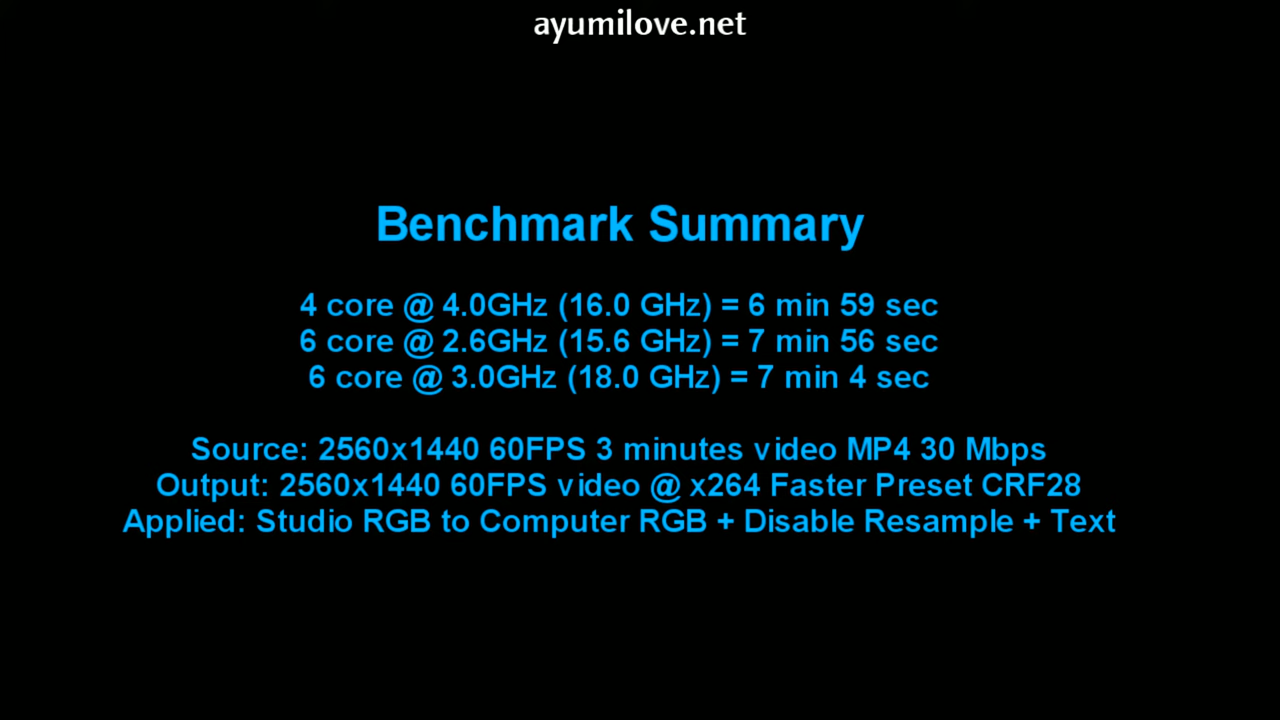 ayumilove.net
Benchmark Summary
4 core @ 4.0GHz (16.0 GHz) = 6 min 59 sec
6 core @ 2.6GHz (15.6 GHz) = 7 min 56 sec
6 core @ 3.0GHz (18.0 GHz) = 7 min 4 sec
Source: 2560x1440 60FPS 3 minutes video MP4 30 Mbps
Output: 2560x1440 60FPS video @ x264 Faster Preset CRF28
Applied: Studio RGB to Computer RGB + Disable Resample + Text